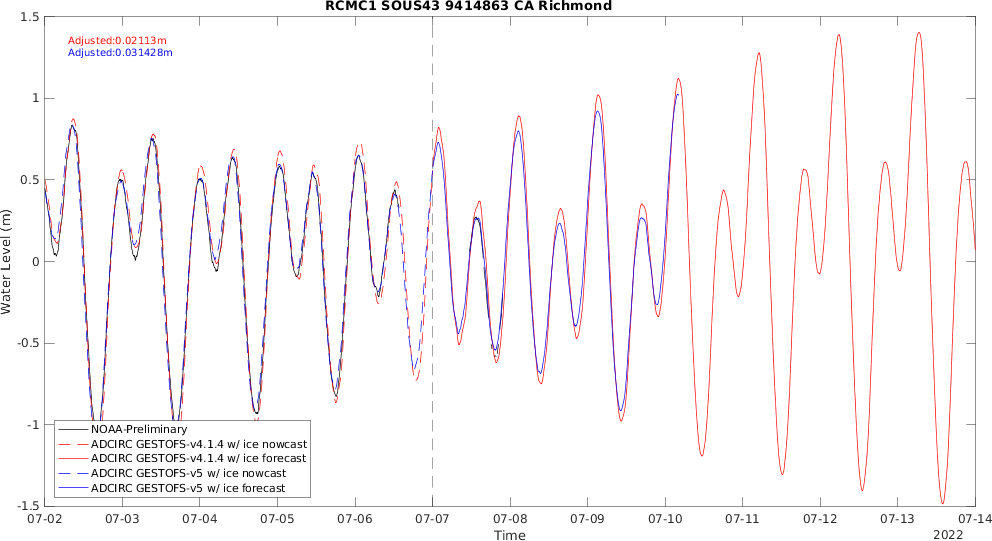 RCMC1 SOUS43 9414863 CA Richmond
Adjusted:0.02113m
Adjusted:0.031428m
1.5
1
0.5
0
-0.5
-1
-1.5
Water Level (m)
NOAA-Preliminary
ADCIRC GESTOFS-v4.1.4 w/ ice nowcast
ADCIRC GESTOFS-v4.1.4 w/ ice forecast
ADCIRC GESTOFS-v5 w/ ice nowcast
ADCIRC GESTOFS-v5 w/ ice forecast
07-02 07-03 07-04 07-05 07-06 07-07 07-08 07-09 07-10 07-11 07-12 07-13 07-14
Time
2022